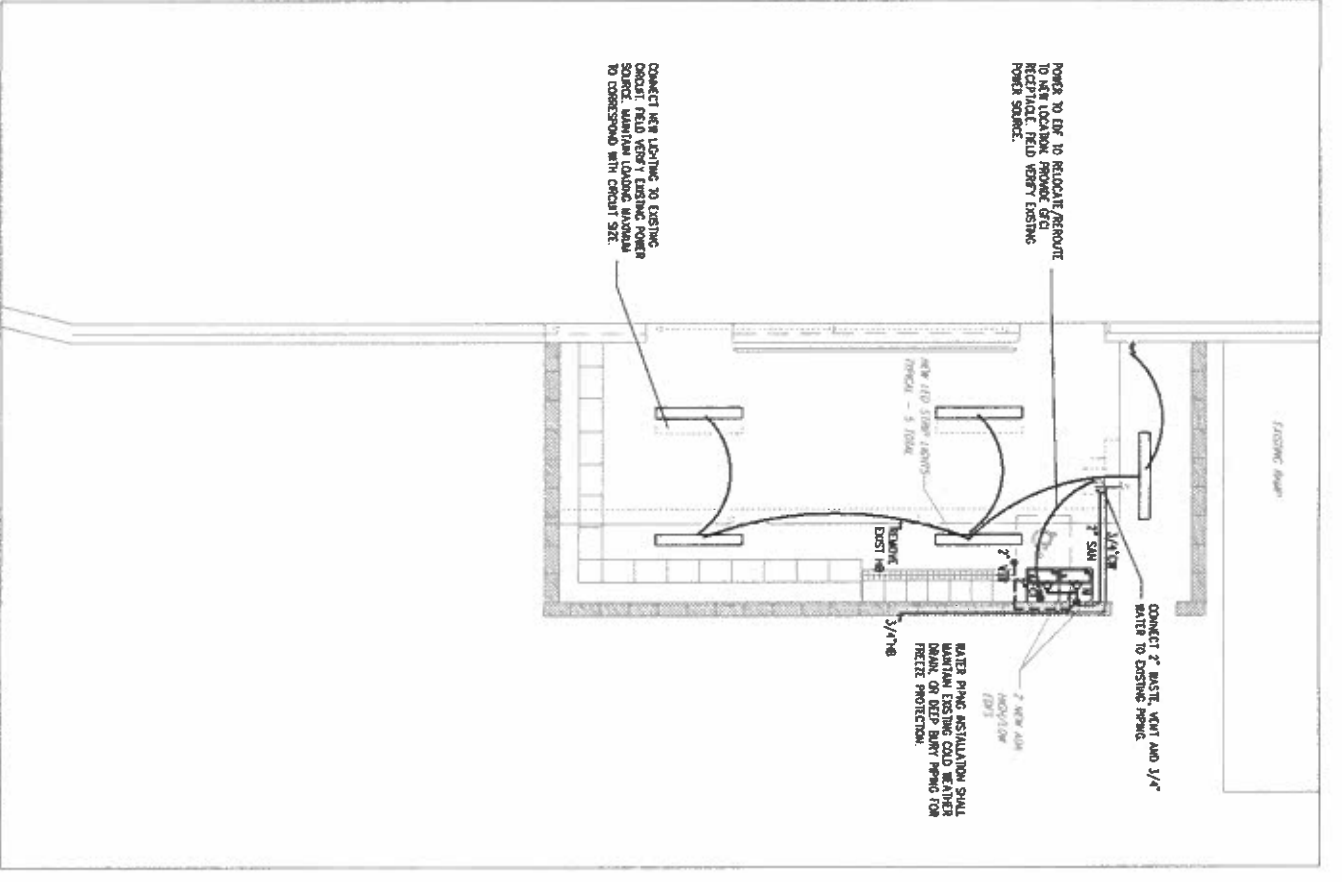 EXISTING RAMP
POWER TO EDF TO RELOCATE/REROUTE
TO NEW LOCATION. PROVIDE GFCI
RECEPTACLE. FIELD VERIFY EXISTING
POWER SOURCE.
CONNECT NEW LIGHTING TO EXISTING
CIRCUIT. FIELD VERIFY EXISTING POWER
SOURCE. MAINTAIN LOADING MAXIMUM
TO CORRESPOND WITH CIRCUIT SIZE.
NEW LED STRIP LIGHTS
TYPICAL - 5 TOTAL
3/4"CW
2" SAN
2" VTR
REMOVE
EXIST HB
3/4"HB
CONNECT 2" WASTE, VENT AND 3/4"
WATER TO EXISTING PIPING.
2 NEW ADA
HIGH/LOW
EDFS
WATER PIPING INSTALLATION SHALL
MAINTAIN EXISTING COLD WEATHER
DRAIN, OR DEEP BURY PIPING FOR
FREEZE PROTECTION.